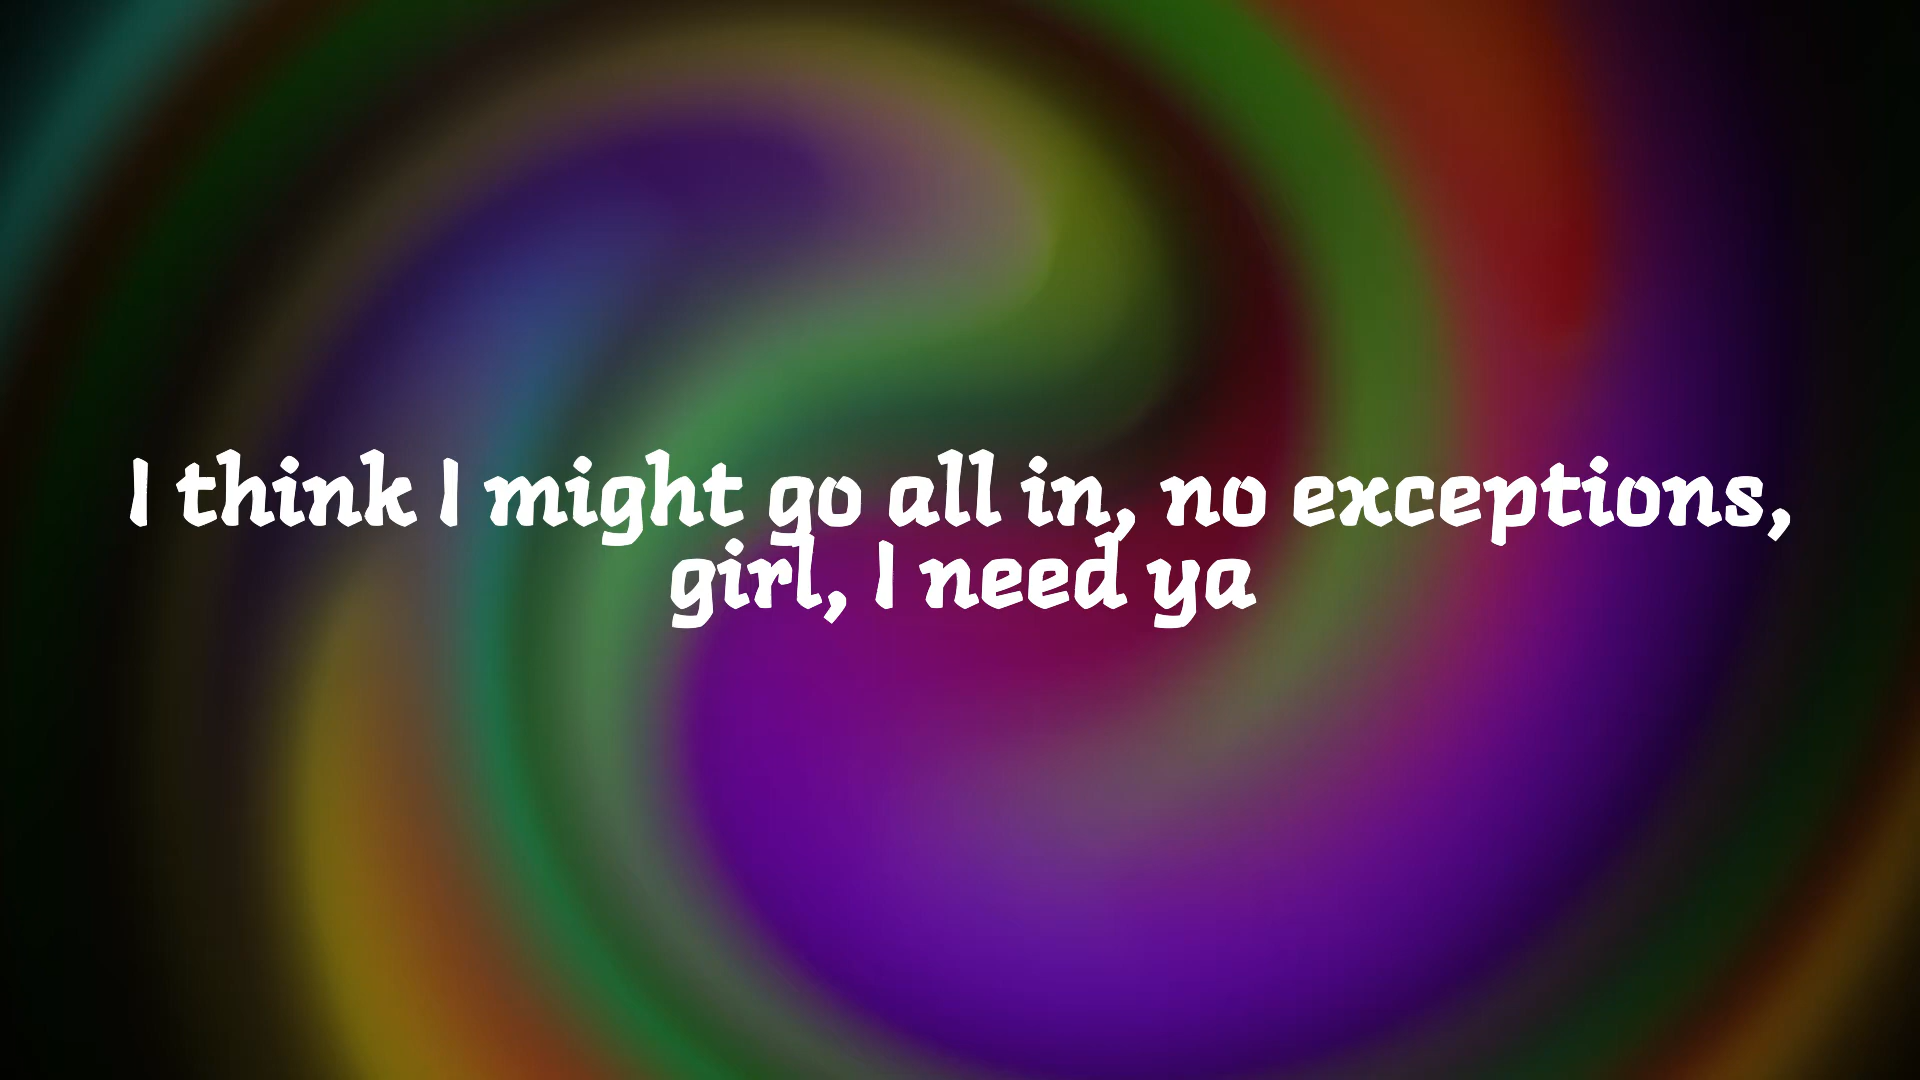 I think I might go all in, no exceptions,
girl, I need ya